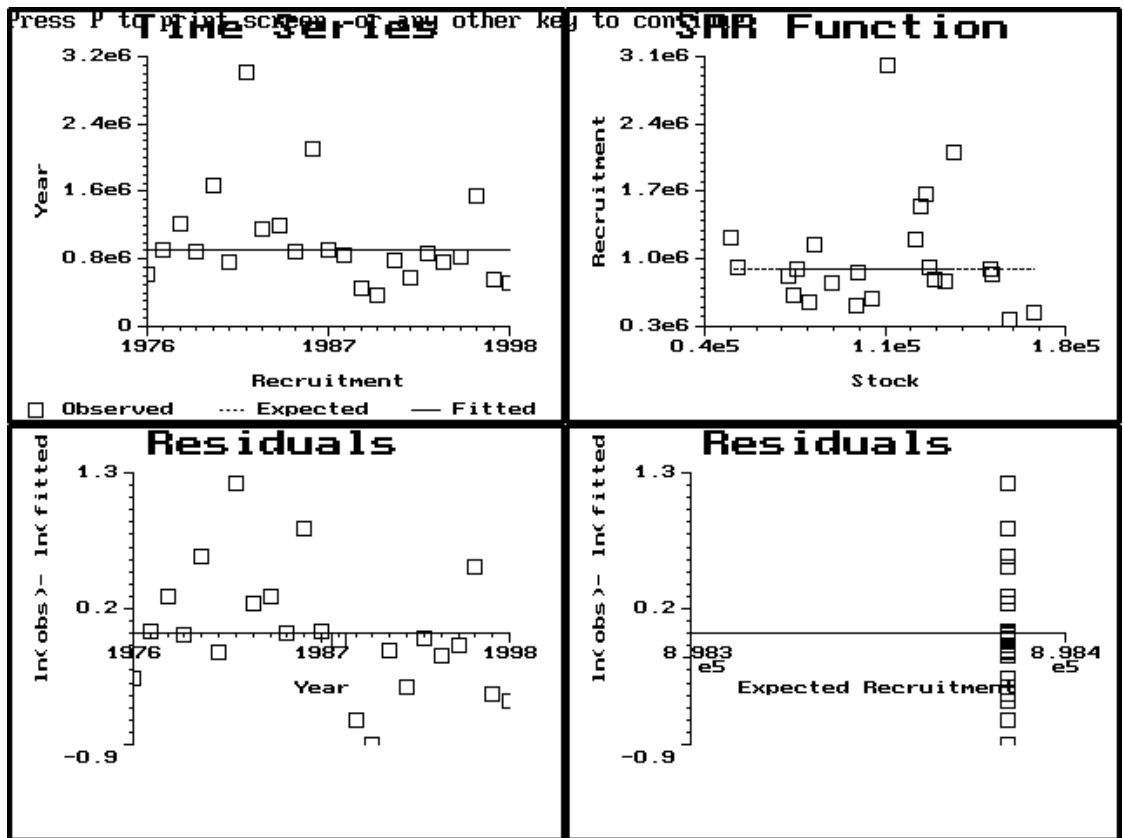 Press P to print screen -or any other key to continue
Time Series
3.2e6
2.4e6
1.6e6
0.8e6
0
Year
1976
1987
1998
Recruitment
Observed
Expected
Fitted
SRR Function
3.1e6
2.4e6
1.7e6
1.0e6
0.3e6
Recruitment
0.4e5
1.1e5
1.8e5
Stock
Residuals
1.3
0.2
-0.9
ln(obs)- ln(fitted
1976
1987
1998
Year
Residuals
1.3
0.2
-0.9
ln(obs)- ln(fitted
8.983
e5
8.984
e5
Expected Recruitment